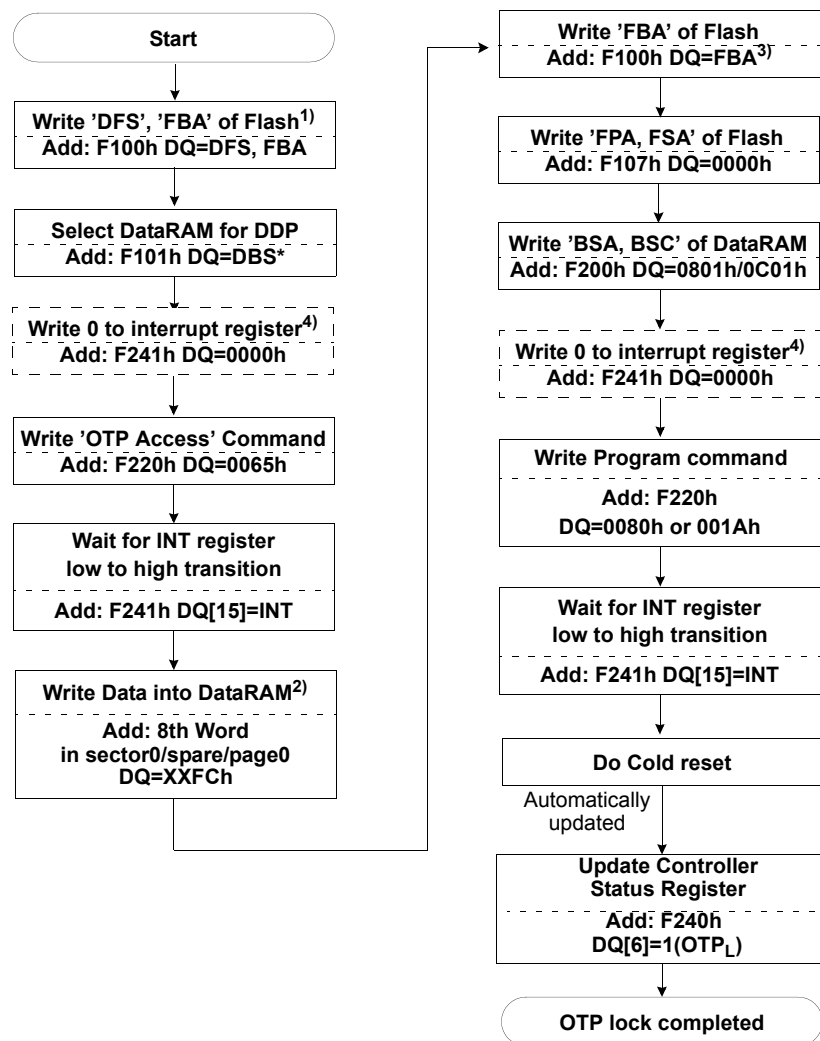 Start
Write 'DFS', 'FBA' of Flash1)
Add: F100h DQ=DFS, FBA
Select DataRAM for DDP
Add: F101h DQ=DBS*
Write 0 to interrupt register4)
Add: F241h DQ=0000h
Write 'OTP Access' Command
Add: F220h DQ=0065h
Wait for INT register
low to high transition
Add: F241h DQ[15]=INT
Write Data into DataRAM2)
Add: 8th Word
in sector0/spare/page0
DQ=XXFCh
Write 'FBA' of Flash
Add: F100h DQ=FBA3)
Write 'FPA, FSA' of Flash
Add: F107h DQ=0000h
Write 'BSA, BSC' of DataRAM
Add: F200h DQ=0801h/0C01h
Write 0 to interrupt register4)
Add: F241h DQ=0000h
Write Program command
Add: F220h
DQ=0080h or 001Ah
Wait for INT register
low to high transition
Add: F241h DQ[15]=INT
Do Cold reset
Automatically
updated
Update Controller
Status Register
Add: F240h
DQ[6]=1(OTPL)
OTP lock completed